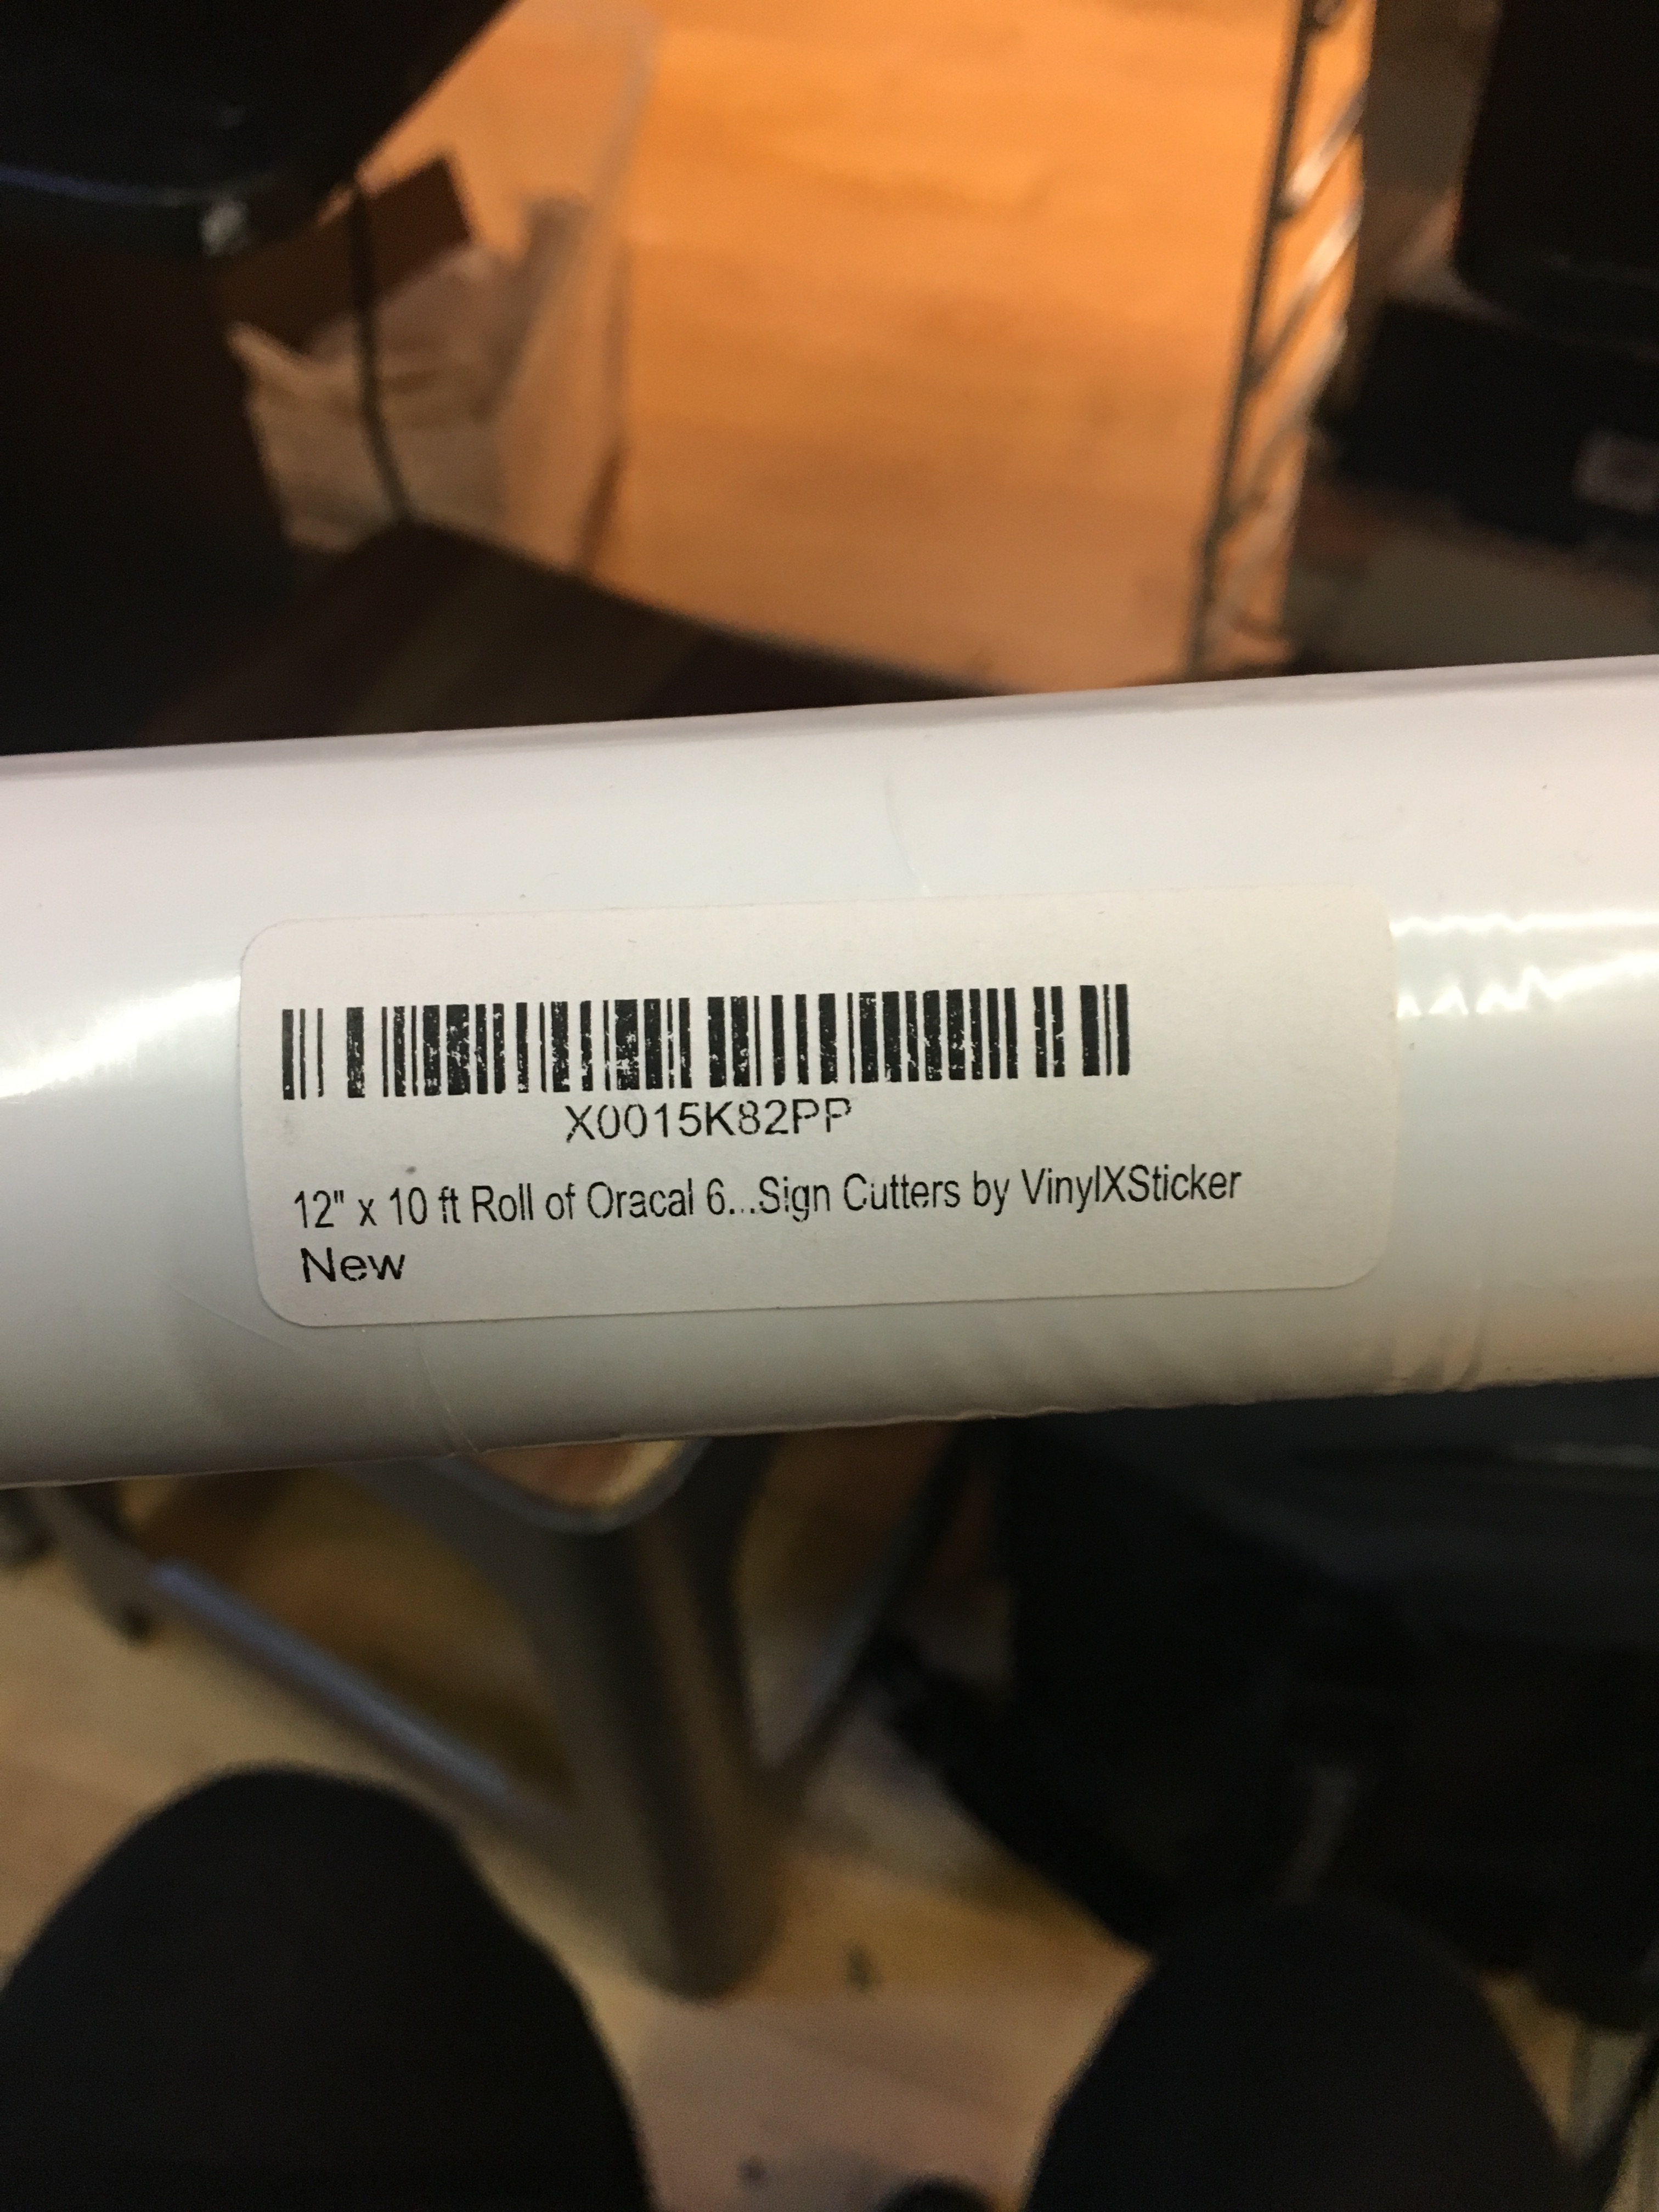 X0015K82PP
12" x 10 ft Roll of Oracal 6...Sign Cutters by VinylXSticker
New